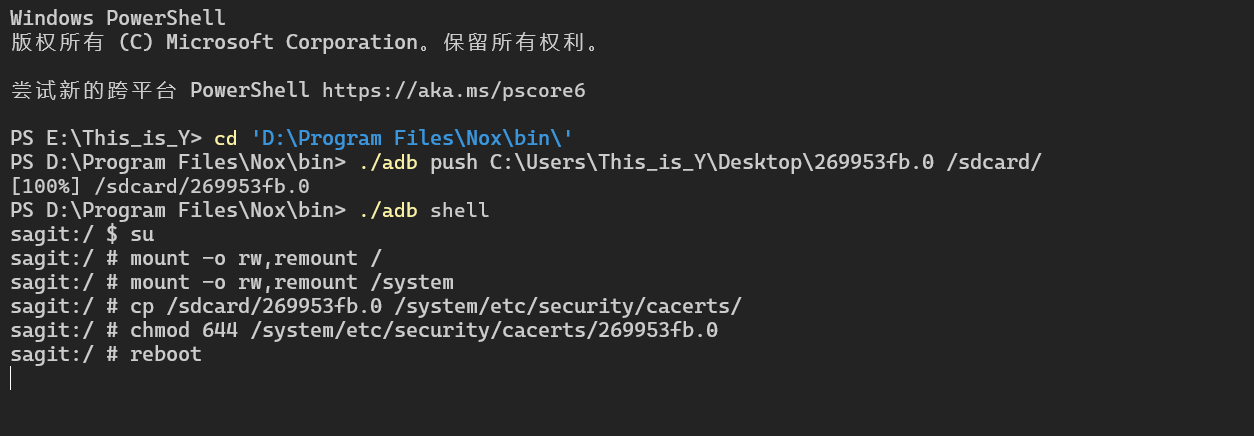 Windows PowerShell
版权所有 (C) Microsoft Corporation。保留所有权利。
尝试新的跨平台 PowerShell https://aka.ms/pscore6
PS E:\This_is_Y> cd 'D:\Program Files\Nox\bin\'
PS D:\Program Files\Nox\bin> ./adb push C:\Users\This_is_Y\Desktop\269953fb.0 /sdcard/
[100%] /sdcard/269953fb.0
PS D:\Program Files\Nox\bin> ./adb shell
sagit:/ $ su
sagit:/ # mount -o rw,remount /
sagit:/ # mount -o rw,remount /system
sagit:/ # cp /sdcard/269953fb.0 /system/etc/security/cacerts/
sagit:/ # chmod 644 /system/etc/security/cacerts/269953fb.0
sagit:/ # reboot